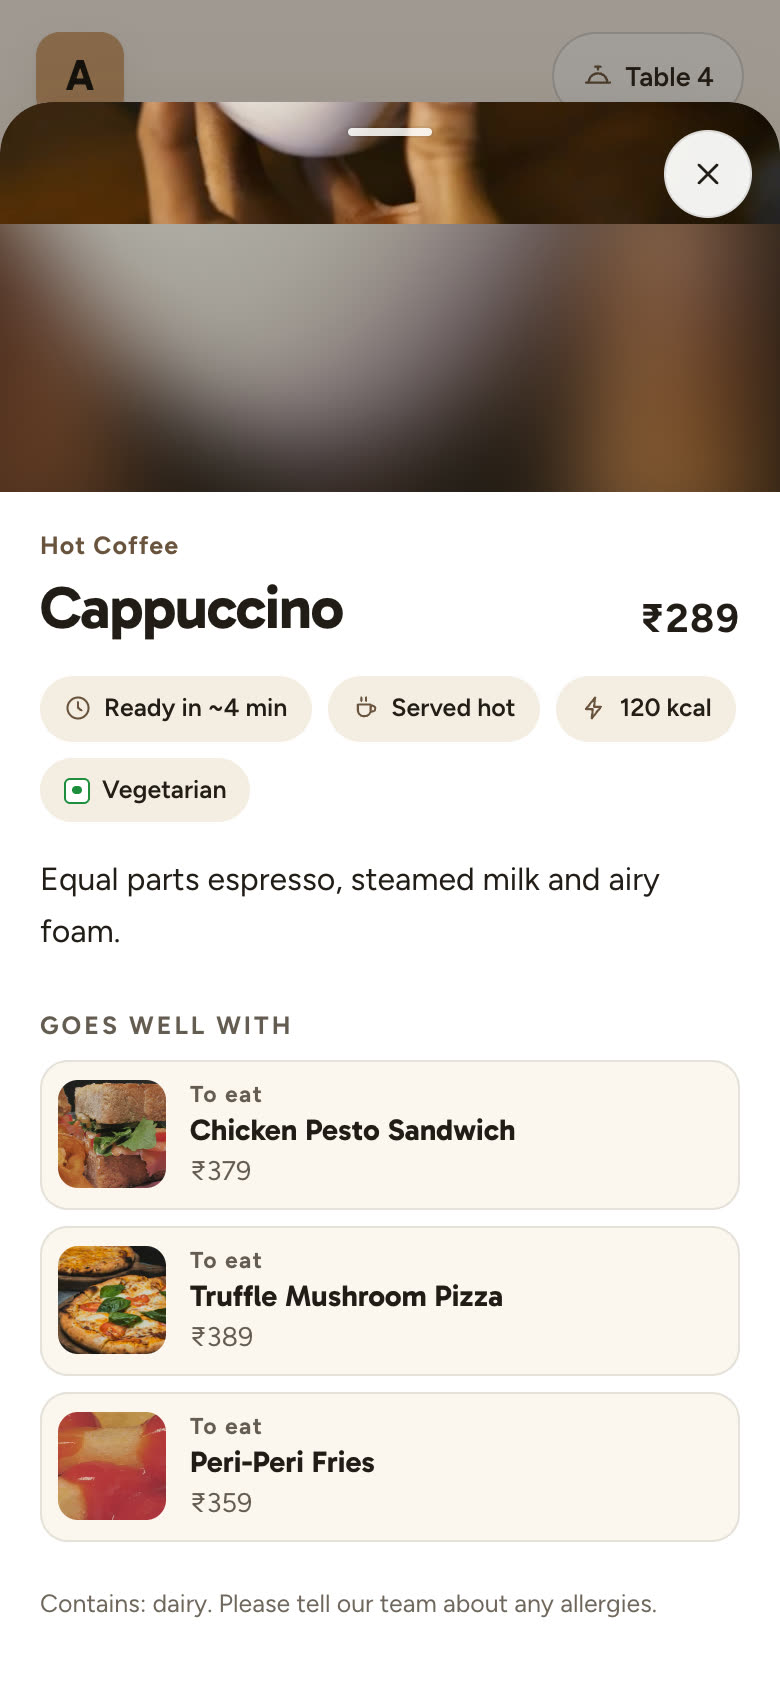 A
Table 4
Hot Coffee
Cappuccino
₹289
Ready in ~4 min
Served hot
120 kcal
Vegetarian
Equal parts espresso, steamed milk and airy
foam.
GOES WELL WITH
To eat
Chicken Pesto Sandwich
₹379
To eat
Truffle Mushroom Pizza
₹389
To eat
Peri-Peri Fries
₹359
Contains: dairy. Please tell our team about any allergies.